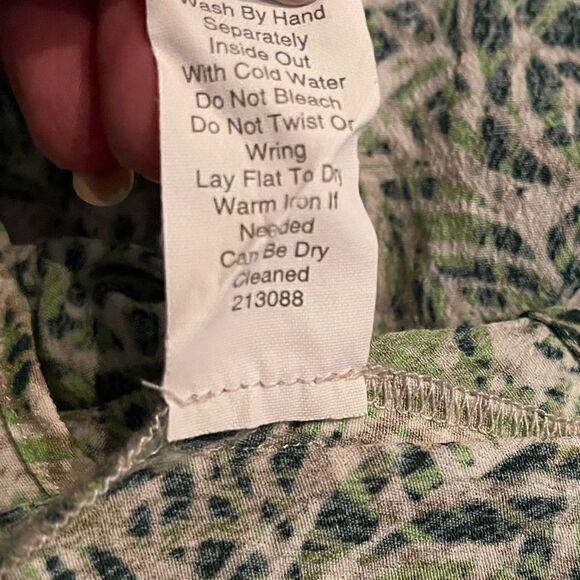 Wash By Hand
Separately
Inside Out
With Cold Water
Do Not Bleach
Do Not Twist Or
Wring
Lay Flat To Dry
Warm Iron If
Needed
Can Be Dry
Cleaned
213088